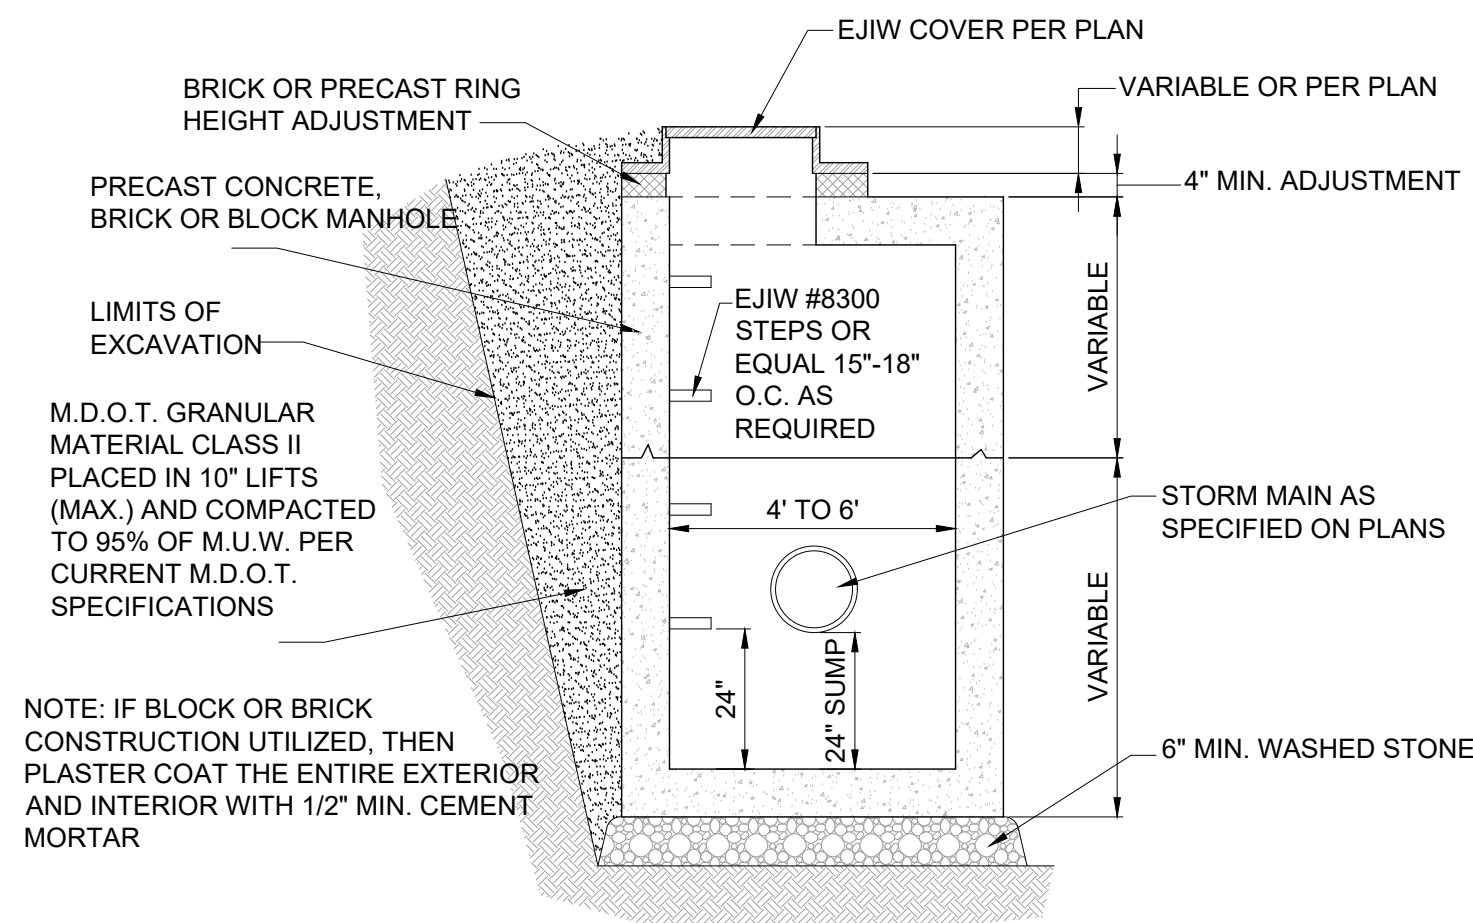 EJIW COVER PER PLAN
BRICK OR PRECAST RING
HEIGHT ADJUSTMENT
VARIABLE OR PER PLAN
PRECAST CONCRETE,
BRICK OR BLOCK MANHOLE
4" MIN. ADJUSTMENT
LIMITS OF
EXCAVATION
EJIW #8300
STEPS OR
EQUAL 15"-18"
O.C. AS
REQUIRED
VARIABLE
M.D.O.T. GRANULAR
MATERIAL CLASS II
PLACED IN 10" LIFTS
(MAX.) AND COMPACTED
TO 95% OF M.U.W. PER
CURRENT M.D.O.T.
SPECIFICATIONS
4' TO 6'
STORM MAIN AS
SPECIFIED ON PLANS
VARIABLE
24"
24" SUMP
NOTE: IF BLOCK OR BRICK
CONSTRUCTION UTILIZED, THEN
PLASTER COAT THE ENTIRE EXTERIOR
AND INTERIOR WITH 1/2" MIN. CEMENT
MORTAR
6" MIN. WASHED STONE